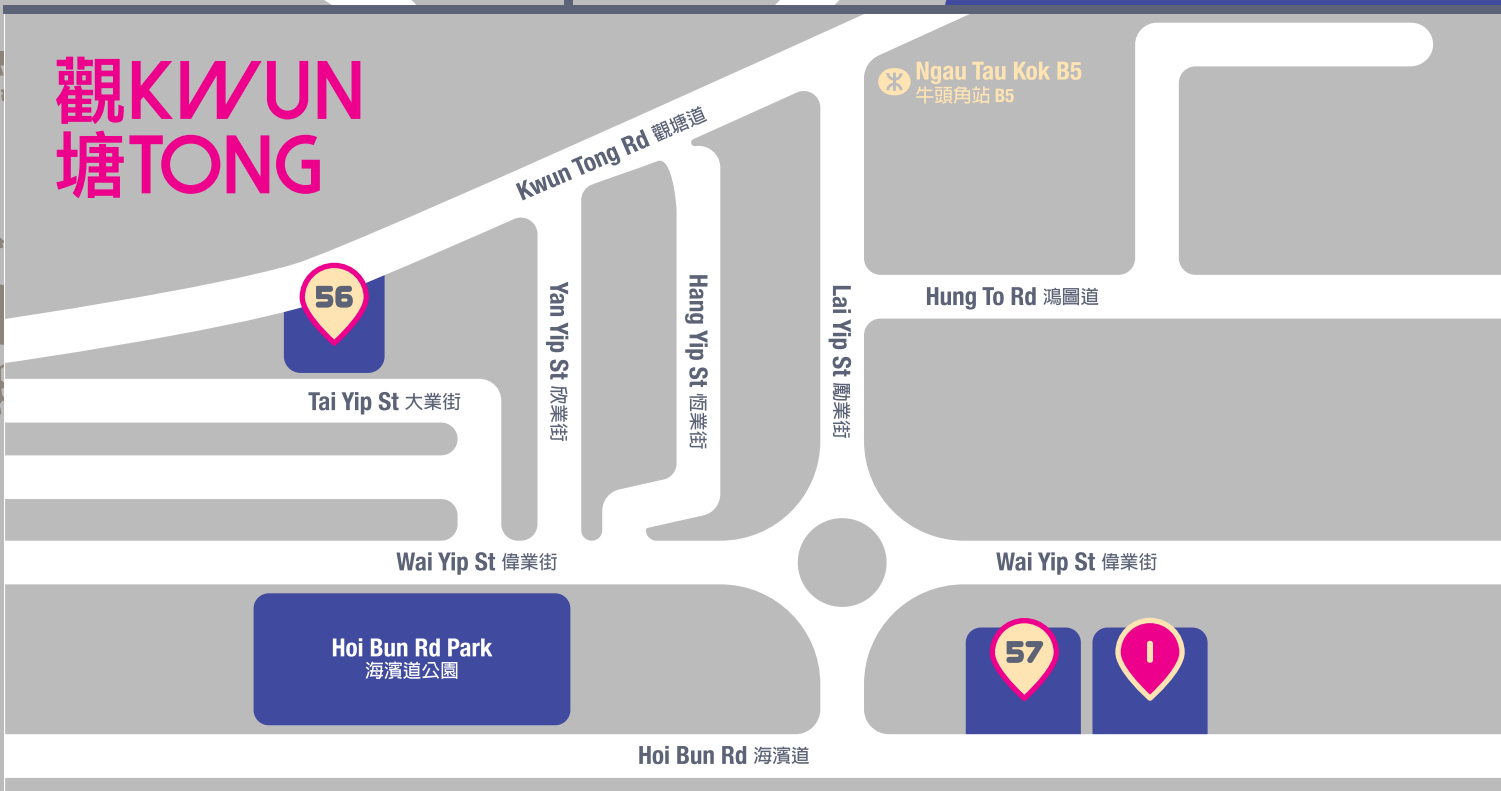 觀KWUN
塘TONG
Ngau Tau Kok B5
牛頭角站 B5
Kwun Tong Rd 觀塘道
56
Yan Yip St 欣業街
Hang Yip St 恆業街
Lai Yip St 勵業街
Hung To Rd 鴻圖道
Tai Yip St 大業街
Wai Yip St 偉業街
Wai Yip St 偉業街
Hoi Bun Rd Park
海濱道公園
57
1
Hoi Bun Rd 海濱道